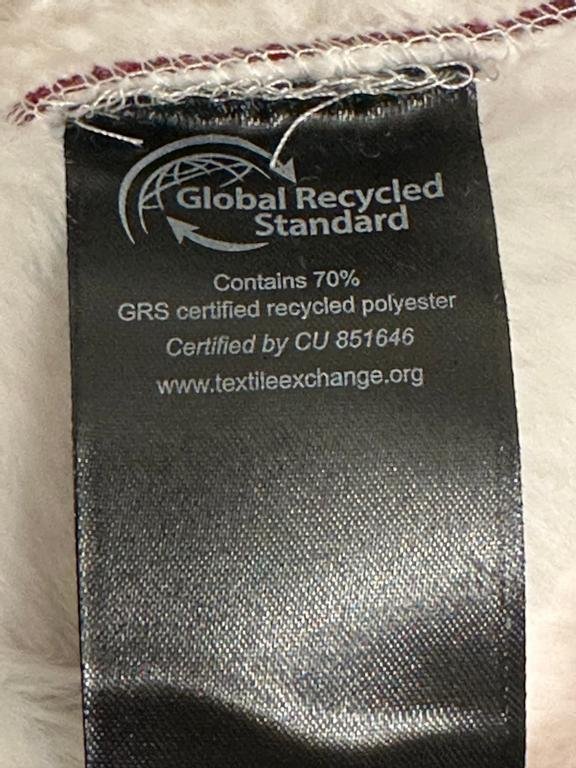 Global Recycled
Standard
Contains 70%
GRS certified recycled polyester
Certified by CU 851646
www.textileexchange.org